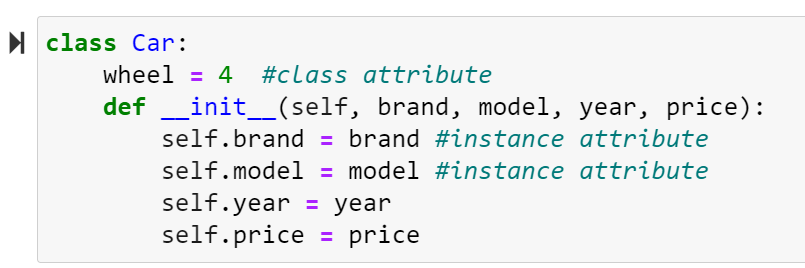 class Car:
    wheel = 4  #class attribute
    def __init__(self, brand, model, year, price):
        self.brand = brand #instance attribute
        self.model = model #instance attribute
        self.year = year
        self.price = price